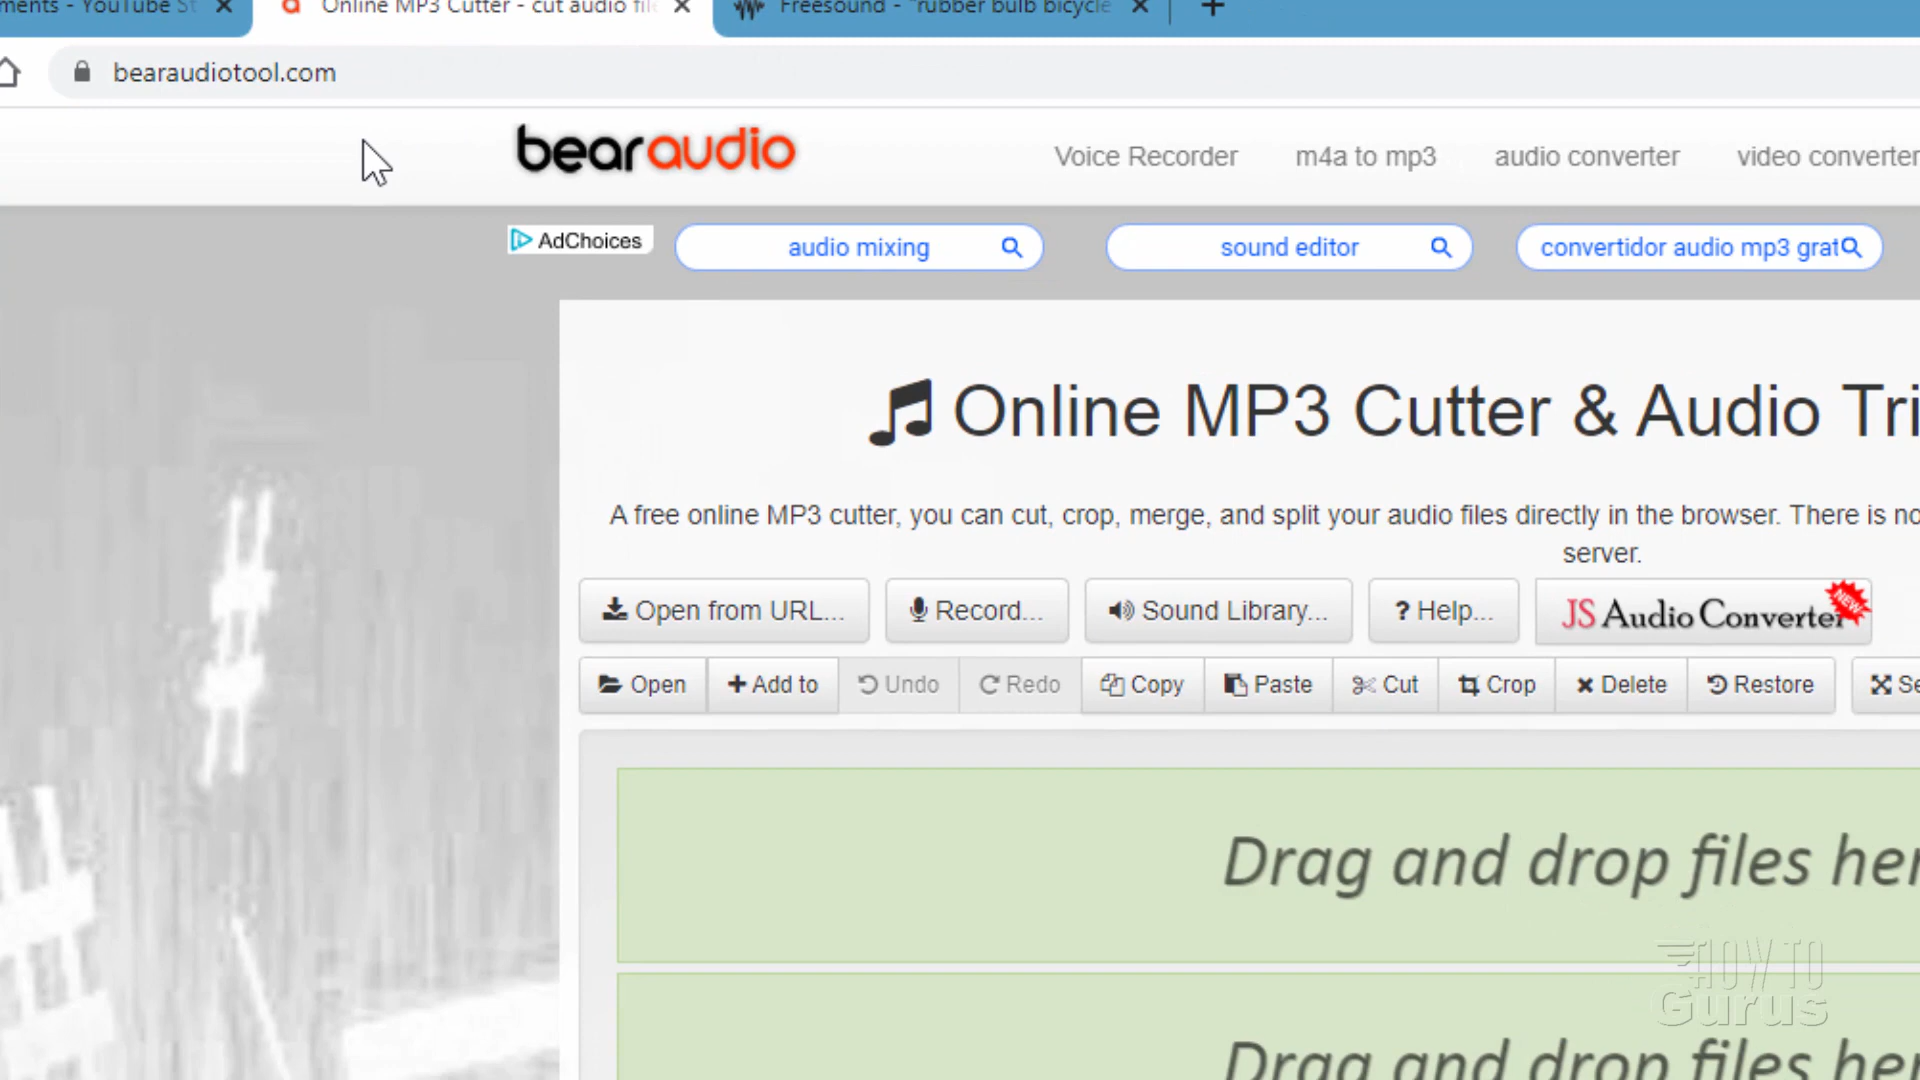 ments - YouTube St
Online MP3 Cutter - cut audio file
Freesound - "rubber bulb bicycle
bearaudiotool.com
bearaudio
Voice Recorder
m4a to mp3
audio converter
video converter
AdChoices
audio mixing
sound editor
convertidor audio mp3 grat
Online MP3 Cutter & Audio Tri
A free online MP3 cutter, you can cut, crop, merge, and split your audio files directly in the browser. There is no
server.
Open from URL...
Record...
Sound Library...
? Help...
JS Audio Converter
NEW
Open
Add to
Undo
Redo
Copy
Paste
Cut
Crop
Delete
Restore
Se
Drag and drop files her
HOW TO
Gurus
Drag and drop files her